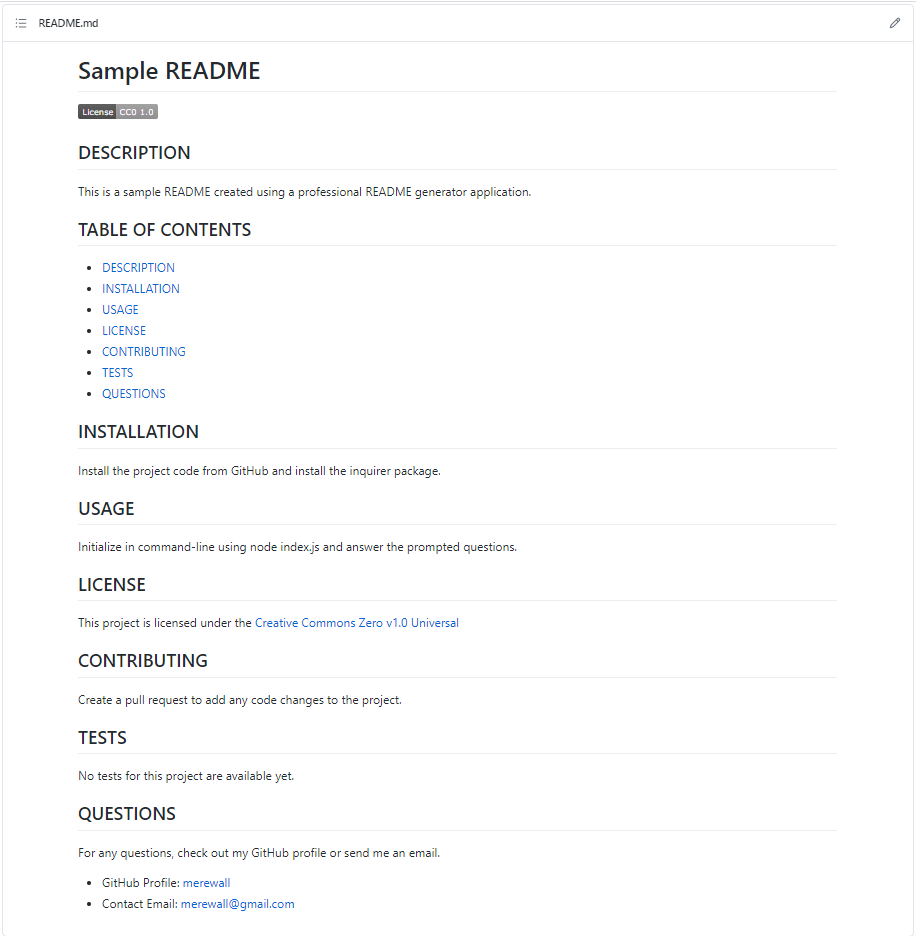 README.md
Sample README
License CC0 1.0
DESCRIPTION
This is a sample README created using a professional README generator application.
TABLE OF CONTENTS
DESCRIPTION
INSTALLATION
USAGE
LICENSE
CONTRIBUTING
TESTS
QUESTIONS
INSTALLATION
Install the project code from GitHub and install the inquirer package.
USAGE
Initialize in command-line using node index.js and answer the prompted questions.
LICENSE
This project is licensed under the Creative Commons Zero v1.0 Universal
CONTRIBUTING
Create a pull request to add any code changes to the project.
TESTS
No tests for this project are available yet.
QUESTIONS
For any questions, check out my GitHub profile or send me an email.
GitHub Profile: merewall
Contact Email: merewall@gmail.com